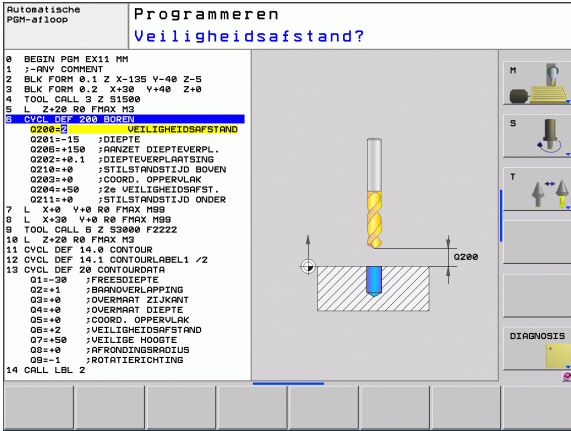 Automatische
PGM-afloop
Programmeren
Veiligheidsafstand?
0 BEGIN PGM EX11 MM
1 ;-ANY COMMENT
2 BLK FORM 0.1 Z X-135 Y-40 Z-5
3 BLK FORM 0.2 X+30 Y+40 Z+0
4 TOOL CALL 3 Z S1500
5 L Z+20 R0 FMAX M3
6 CYCL DEF 200 BOREN
Q200=2 VEILIGHEIDSAFSTAND
Q201=-15 ;DIEPTE
Q206=+150 ;AANZET DIEPTEVERPL.
Q202=+0.1 ;DIEPTEVERPLAATSING
Q210=+0 ;STILSTANDSTIJD BOVEN
Q203=+0 ;COORD. OPPERVLAK
Q204=+50 ;2e VEILIGHEIDSAFST.
Q211=+0 ;STILSTANDSTIJD ONDER
7 L X+0 Y+0 R0 FMAX M99
8 L X+30 Y+0 R0 FMAX M99
9 TOOL CALL 6 Z S3000 F2222
10 L Z+20 R0 FMAX M3
11 CYCL DEF 14.0 CONTOUR
12 CYCL DEF 14.1 CONTOURLABEL1 /2
13 CYCL DEF 20 CONTOURDATA
Q1=-30 ;FREESDIEPTE
Q2=+1 ;BAANOVERLAPPING
Q3=+0 ;OVERMAAT ZIJKANT
Q4=+0 ;OVERMAAT DIEPTE
Q5=+0 ;COORD. OPPERVLAK
Q6=+2 ;VEILIGHEIDSAFSTAND
Q7=+50 ;VEILIGE HOOGTE
Q8=+0 ;AFRONDINGSRADIUS
Q9=-1 ;ROTATIERICHTING
14 CALL LBL 2
Q200
M
S
T
DIAGNOSIS